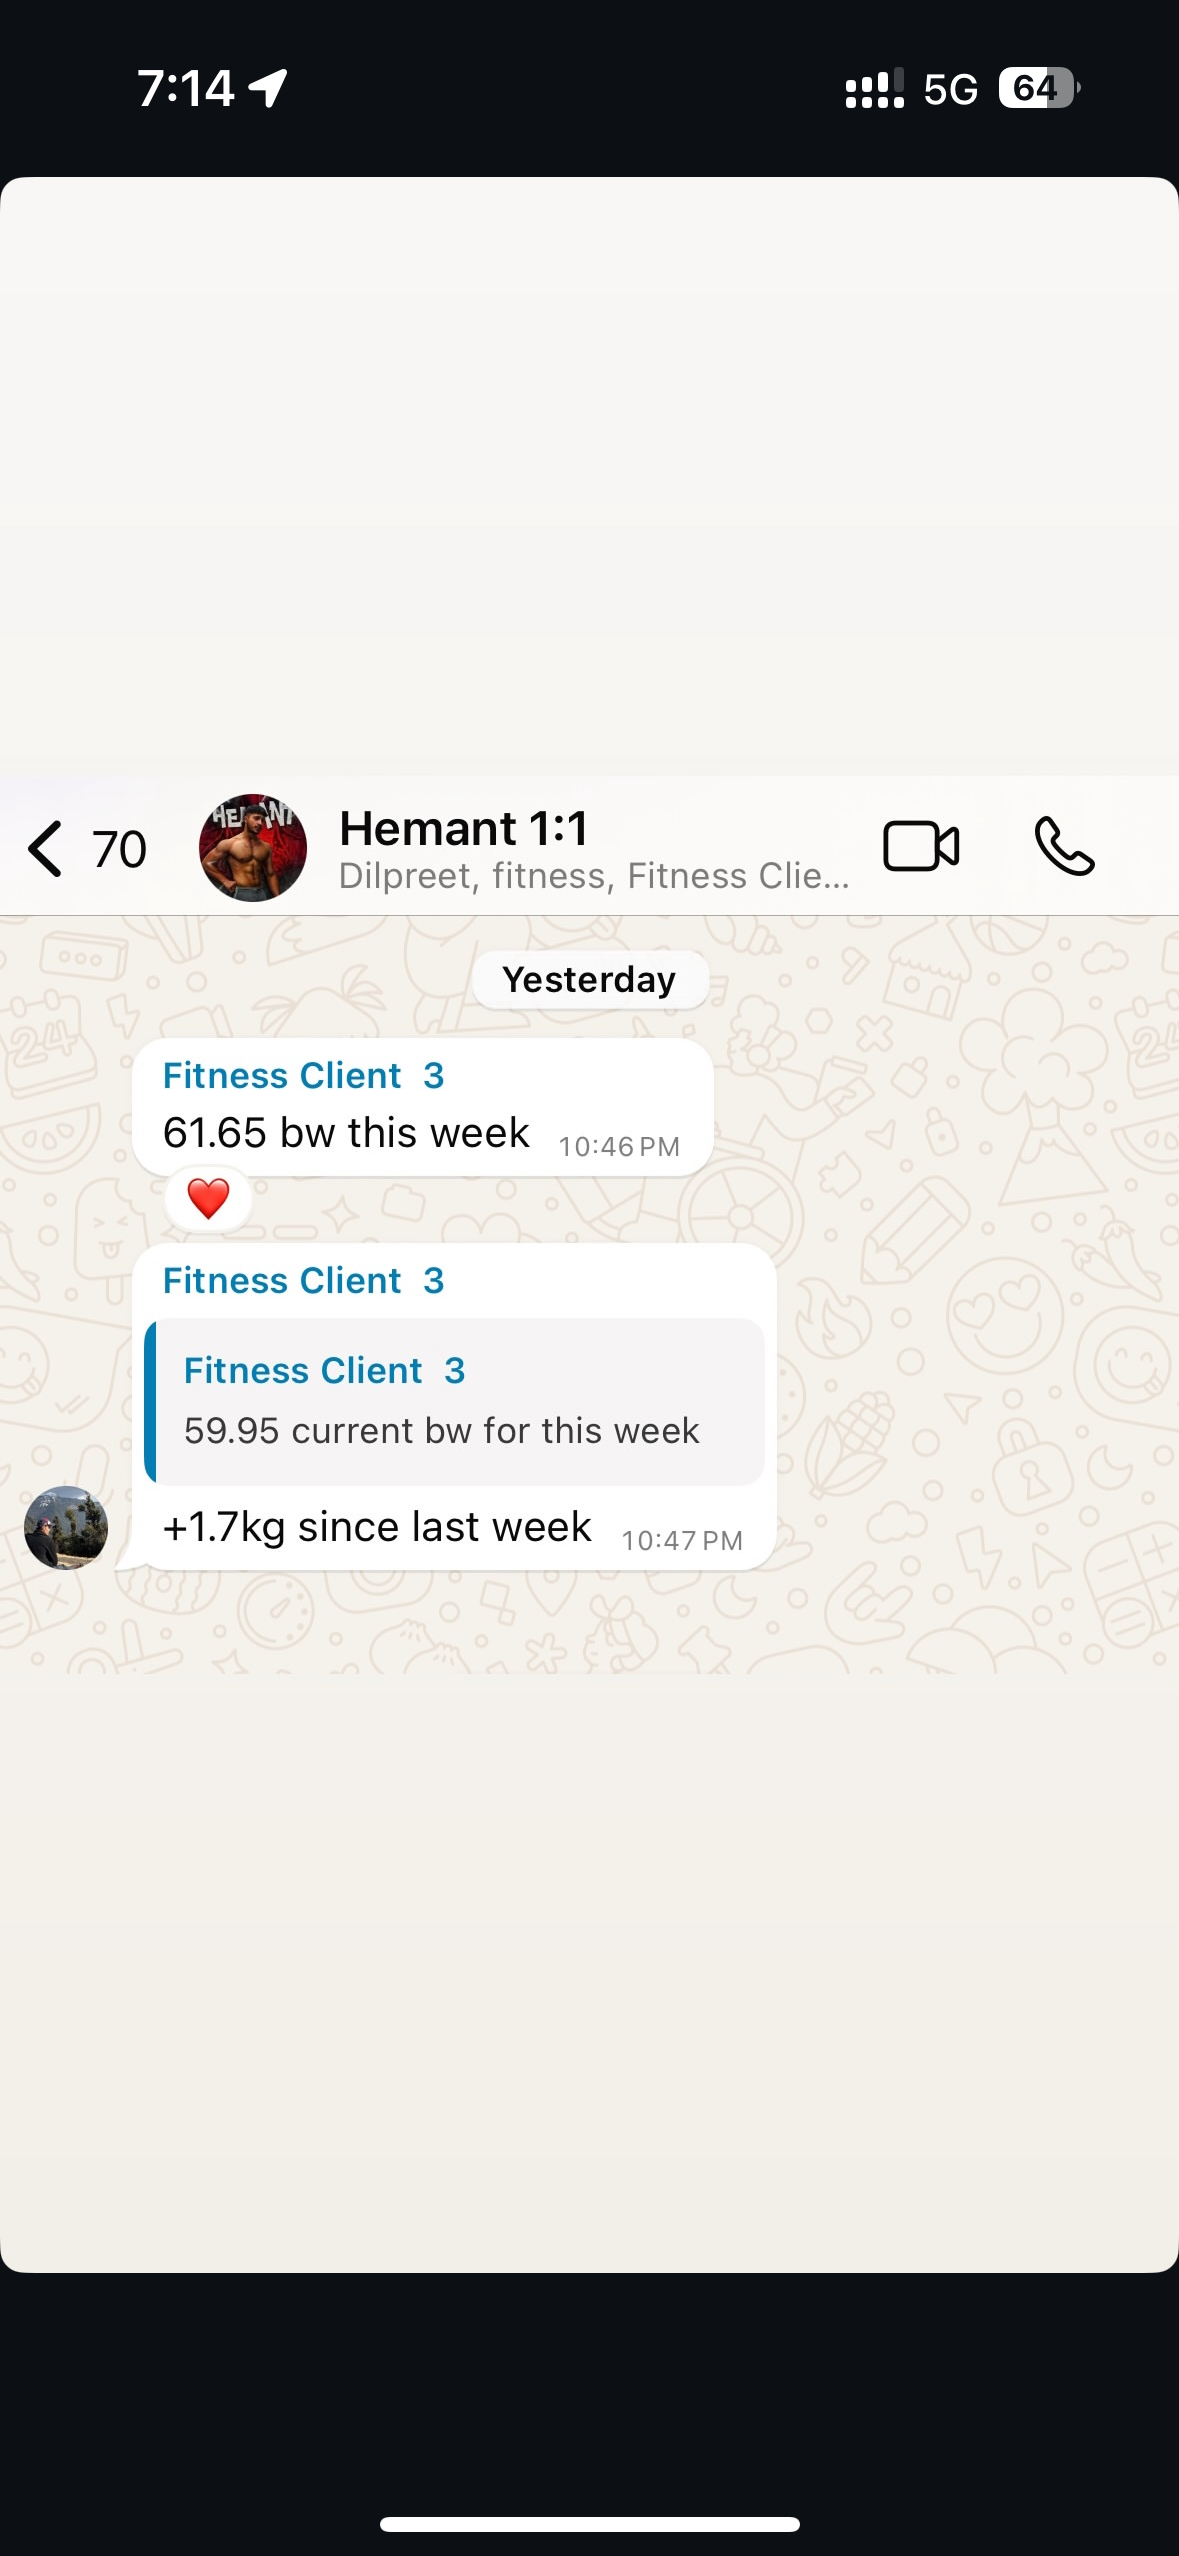 7:14
5G
64
70
Hemant 1:1
Dilpreet, fitness, Fitness Clie...
Yesterday
Fitness Client 3
61.65 bw this week
10:46 PM
Fitness Client 3
Fitness Client 3
59.95 current bw for this week
+1.7kg since last week
10:47 PM